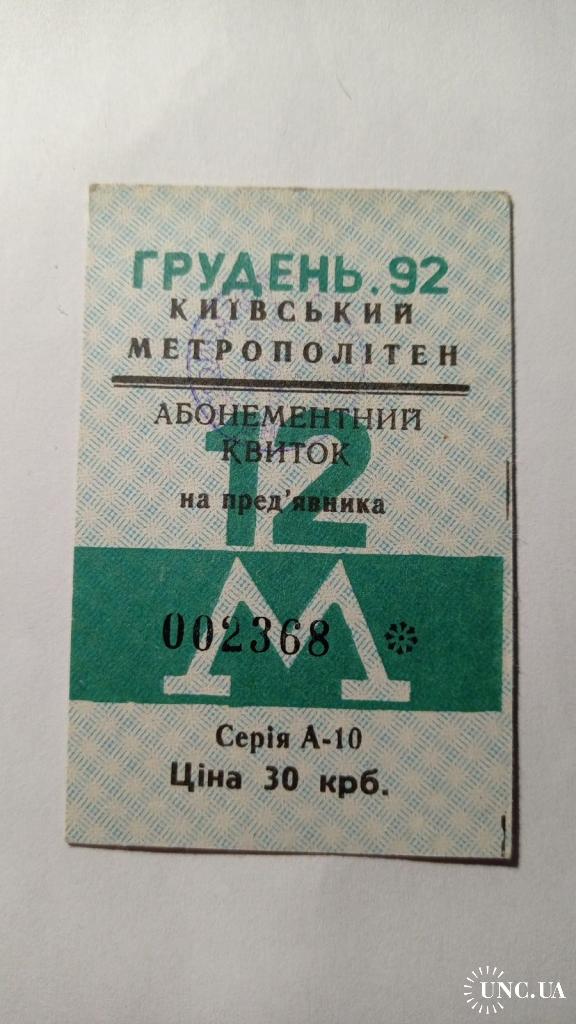 ГРУДЕНЬ.92
КИЇВСЬКИЙ
МЕТРОПОЛІТЕН
АБОНЕМЕНТНИЙ
КВИТОК
12
на пред'явника
М
002368
Серія А-10
Ціна 30 крб.
UNC.UA